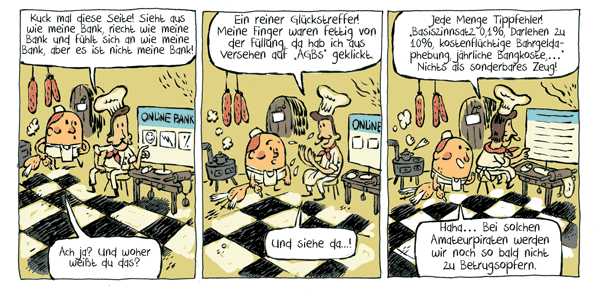 Kuck mal diese Seite! Sieht aus
wie meine Bank, riecht wie meine
Bank und fühlt sich an wie meine
Bank, aber es ist nicht meine Bank!
ONLINE BANK
Ach ja? Und woher
weißt du das?
Ein reiner Glückstreffer!
Meine Finger waren fettig von
der Füllung, da hab ich aus
Versehen auf „AGBs" geklickt.
ONLINE
Und siehe da...!
Jede Menge Tippfehler!
„Basiszinnsatz" 0,1%, Darlehen zu
10%, kostenflüchtige Bahrgelda-
phebung, jährliche Bangkoste,..."
Nichts als sonderbares Zeug!
Haha... Bei solchen
Amateurpiraten werden
wir noch so bald nicht
zu Betrugsopfern.